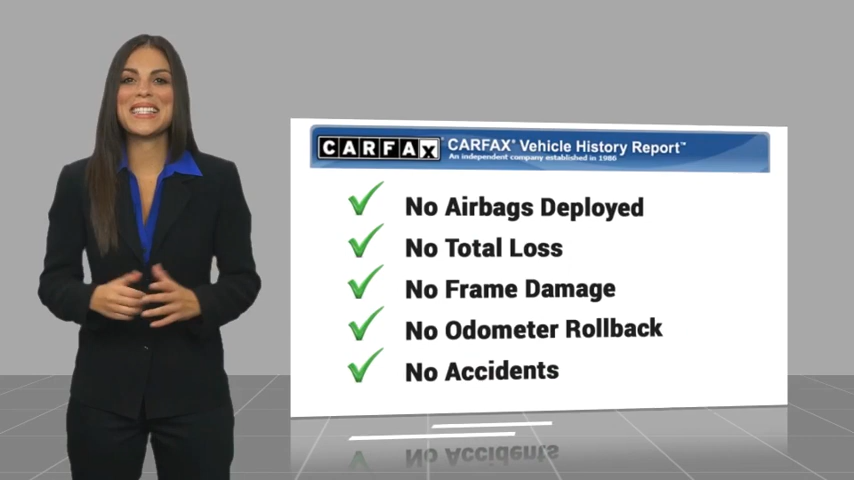 CARFAX CARFAX® Vehicle History Report™
An independent company established in 1986
No Airbags Deployed
No Total Loss
No Frame Damage
No Odometer Rollback
No Accidents
No Accidents